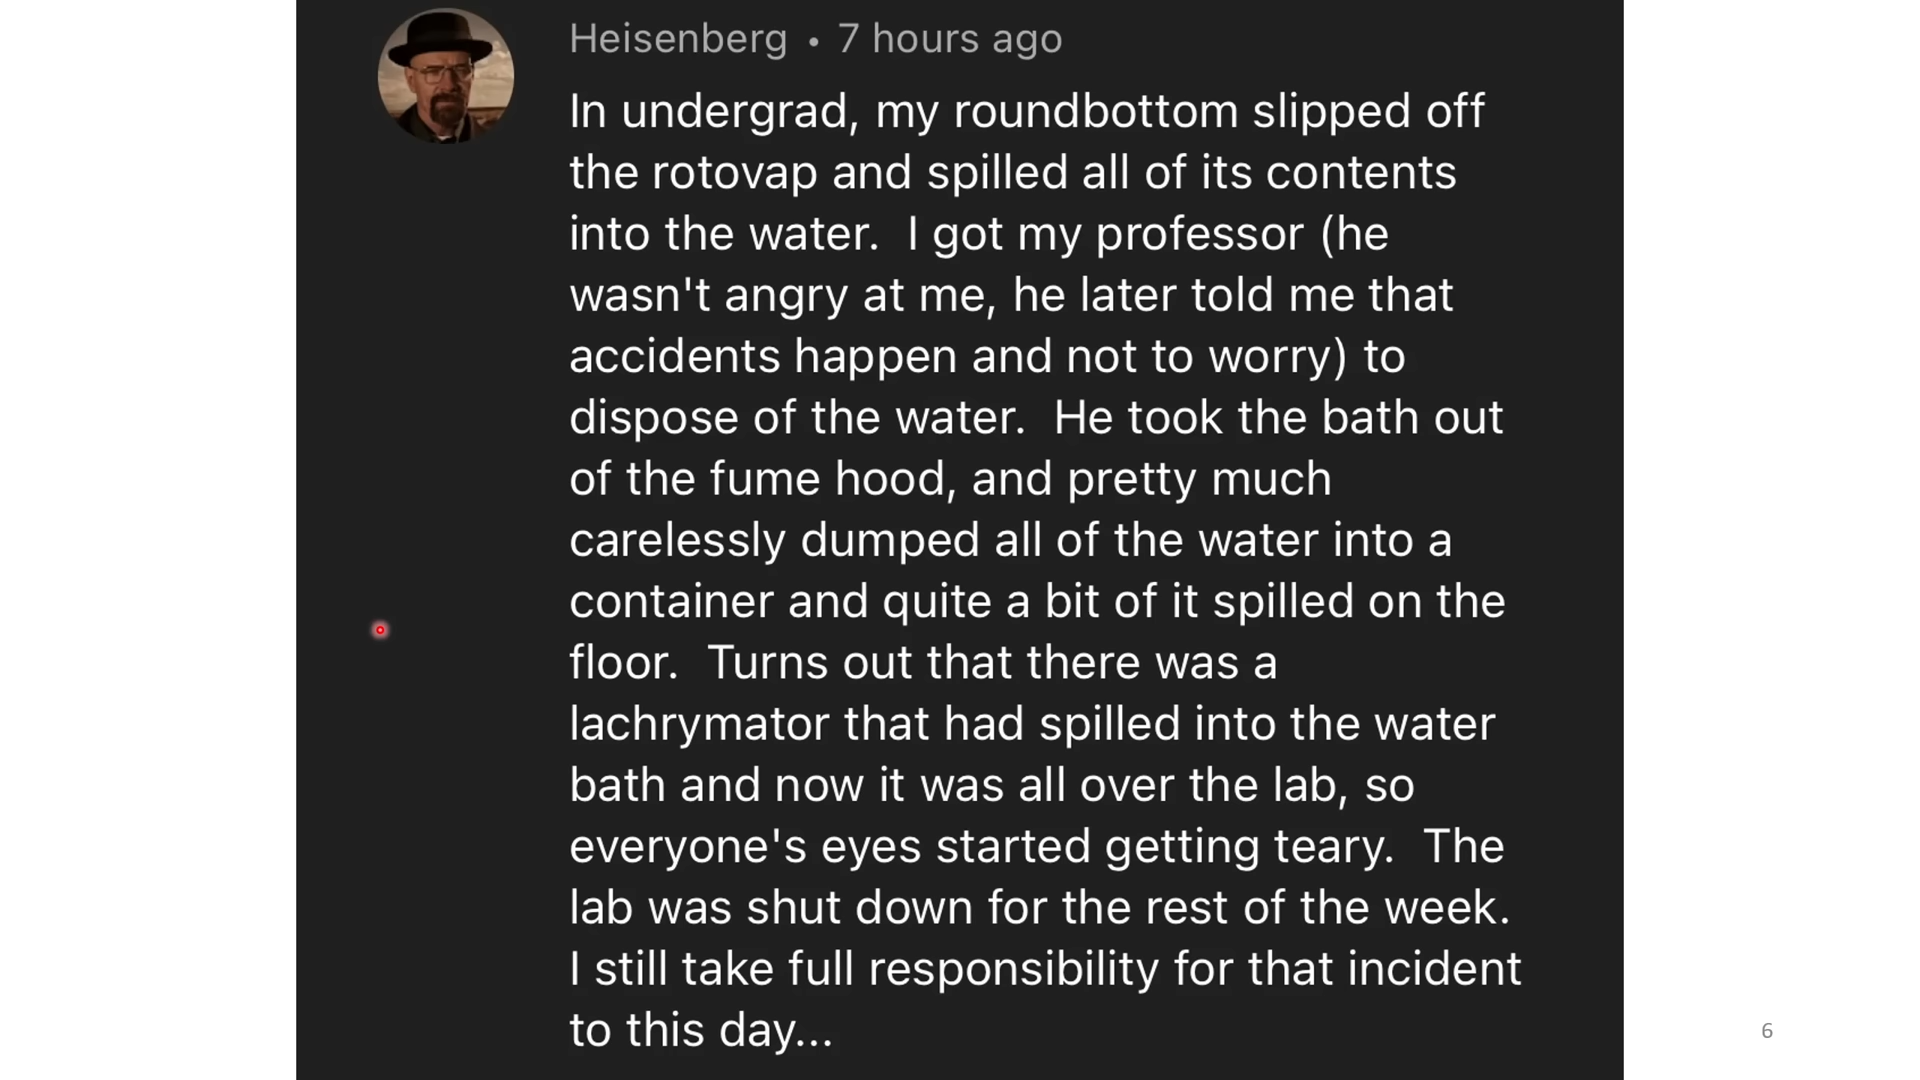 Heisenberg • 7 hours ago
In undergrad, my roundbottom slipped off
the rotovap and spilled all of its contents
into the water.  I got my professor (he
wasn't angry at me, he later told me that
accidents happen and not to worry) to
dispose of the water.  He took the bath out
of the fume hood, and pretty much
carelessly dumped all of the water into a
container and quite a bit of it spilled on the
floor.  Turns out that there was a
lachrymator that had spilled into the water
bath and now it was all over the lab, so
everyone's eyes started getting teary.  The
lab was shut down for the rest of the week.
I still take full responsibility for that incident
to this day...
6